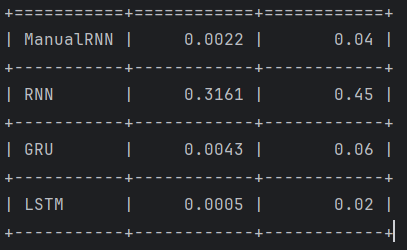 +===========+============+===========+
| ManualRNN |     0.0022 |      0.04 |
+-----------+------------+-----------+
| RNN       |     0.3161 |      0.45 |
+-----------+------------+-----------+
| GRU       |     0.0043 |      0.06 |
+-----------+------------+-----------+
| LSTM      |     0.0005 |      0.02 |
+-----------+------------+-----------+